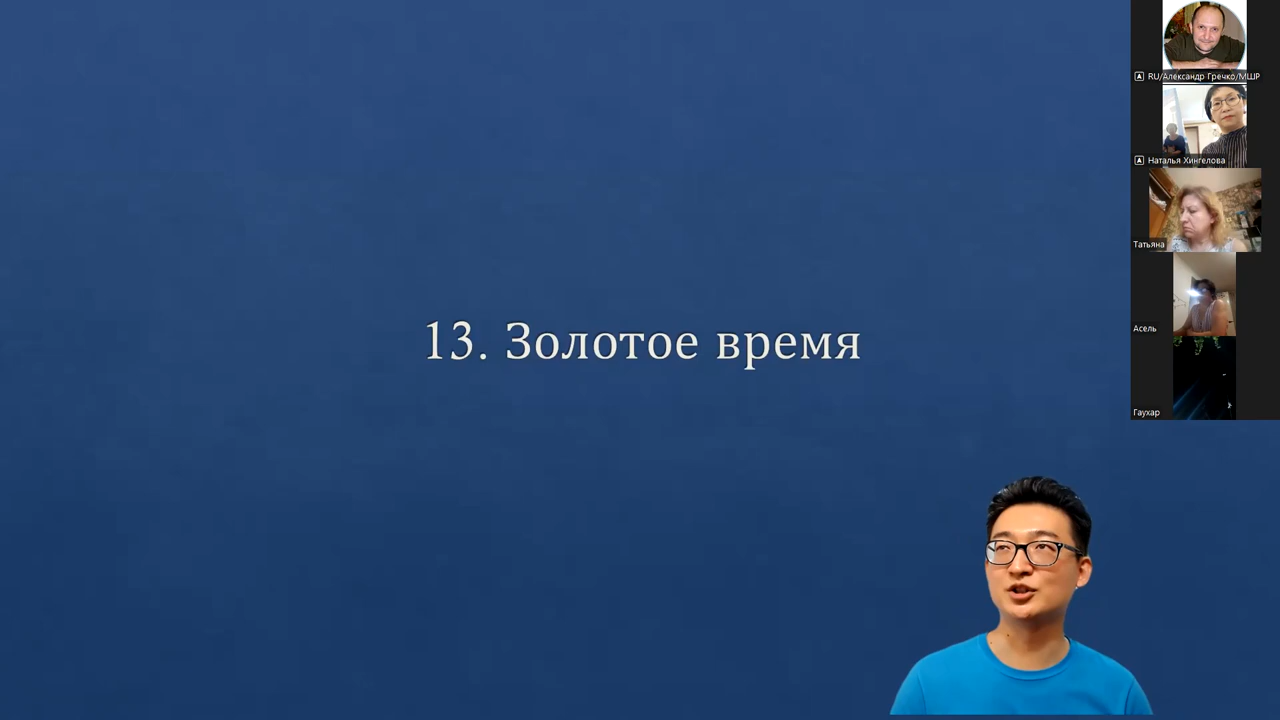 13. Золотое время
RU/Александр Гречко/МШР
Наталья Хингелова
Татьяна
Асель
Гаухар